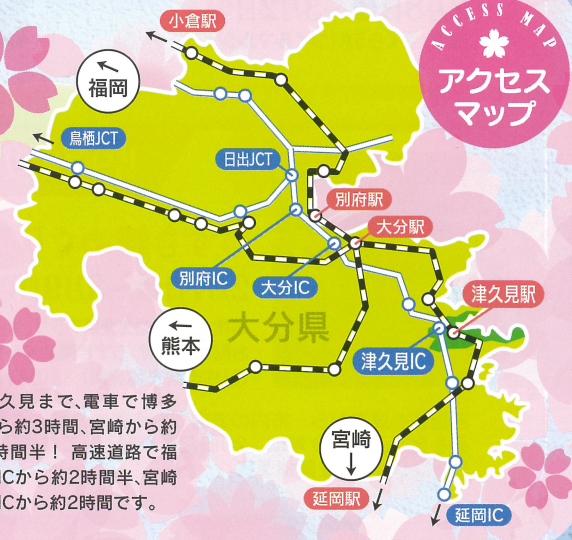 小倉駅
ACCESS MAP
アクセス
マップ
福岡
鳥栖JCT
日出JCT
別府駅
大分駅
別府IC
大分IC
津久見駅
大分県
熊本
津久見IC
久見まで、電車で博多
ら約3時間、宮崎から約
時間半！ 高速道路で福
ICから約2時間半、宮崎
ICから約2時間です。
宮崎
延岡駅
延岡IC